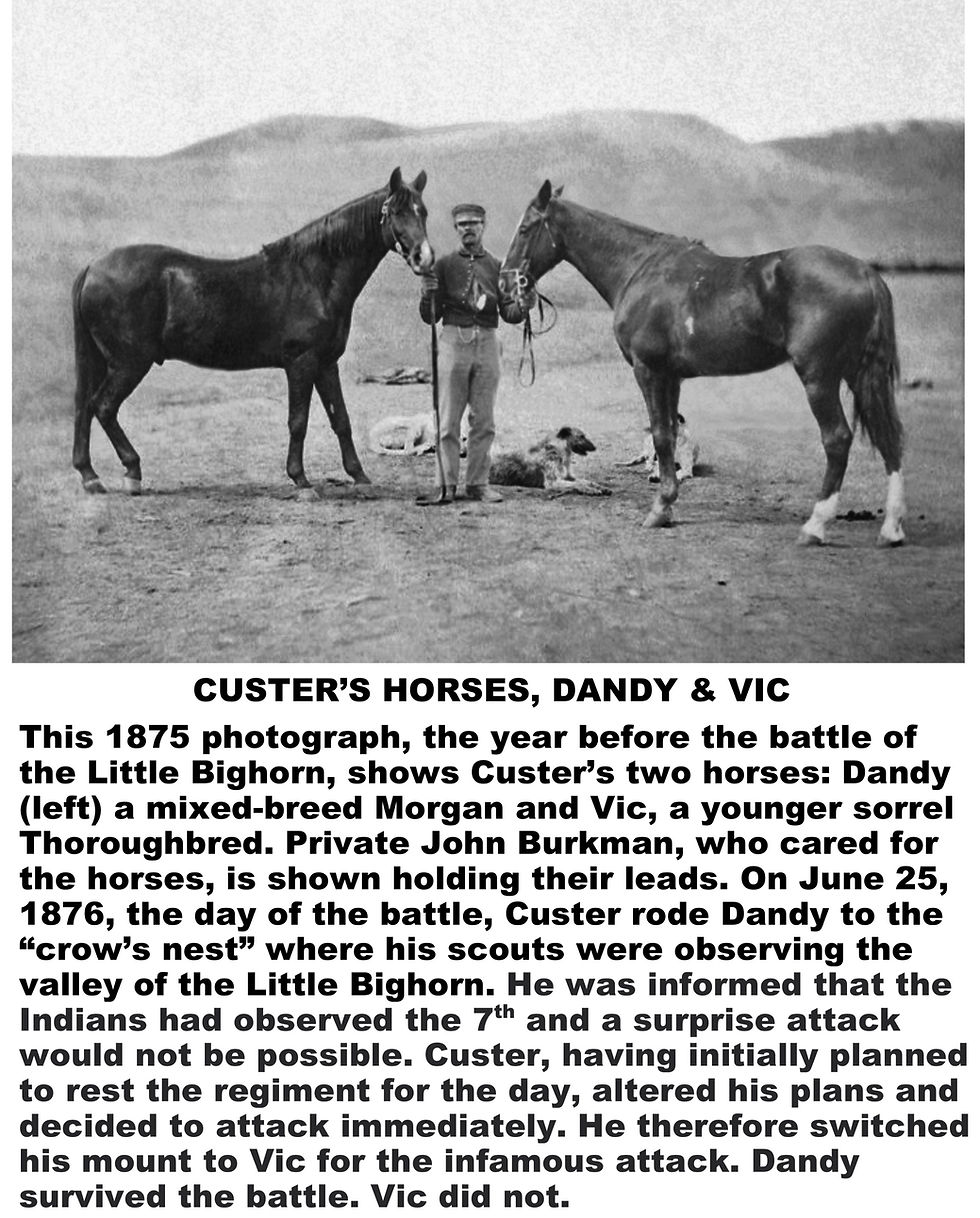 CUSTER’S HORSES, DANDY & VIC
This 1875 photograph, the year before the battle of
the Little Bighorn, shows Custer’s two horses: Dandy
(left) a mixed-breed Morgan and Vic, a younger sorrel
Thoroughbred. Private John Burkman, who cared for
the horses, is shown holding their leads. On June 25,
1876, the day of the battle, Custer rode Dandy to the
“crow’s nest” where his scouts were observing the
valley of the Little Bighorn. He was informed that the
Indians had observed the 7th and a surprise attack
would not be possible. Custer, having initially planned
to rest the regiment for the day, altered his plans and
decided to attack immediately. He therefore switched
his mount to Vic for the infamous attack. Dandy
survived the battle. Vic did not.